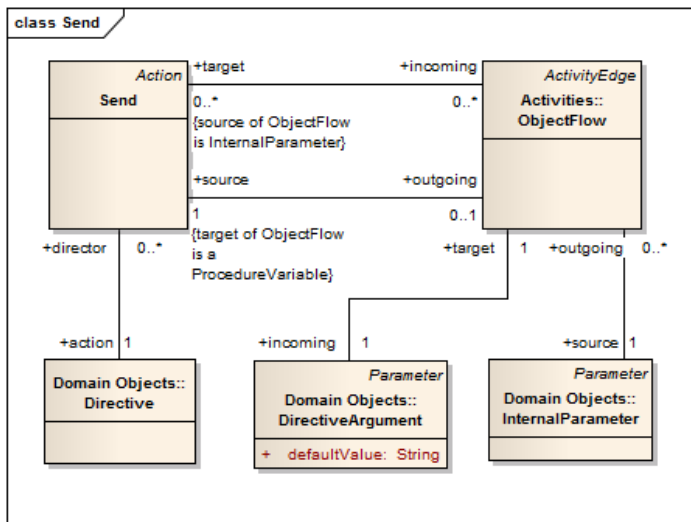 class Send
Action
Send
+target
+incoming
0..*
0..*
{source of ObjectFlow
is InternalParameter}
ActivityEdge
Activities::
ObjectFlow
+source
+outgoing
1
0..1
{target of ObjectFlow
is a
ProcedureVariable}
+director
0..*
+target
1
+outgoing
0..*
+action
1
+incoming
1
+source
1
Domain Objects::
Directive
Parameter
Domain Objects::
DirectiveArgument
+ defaultValue: String
Parameter
Domain Objects::
InternalParameter